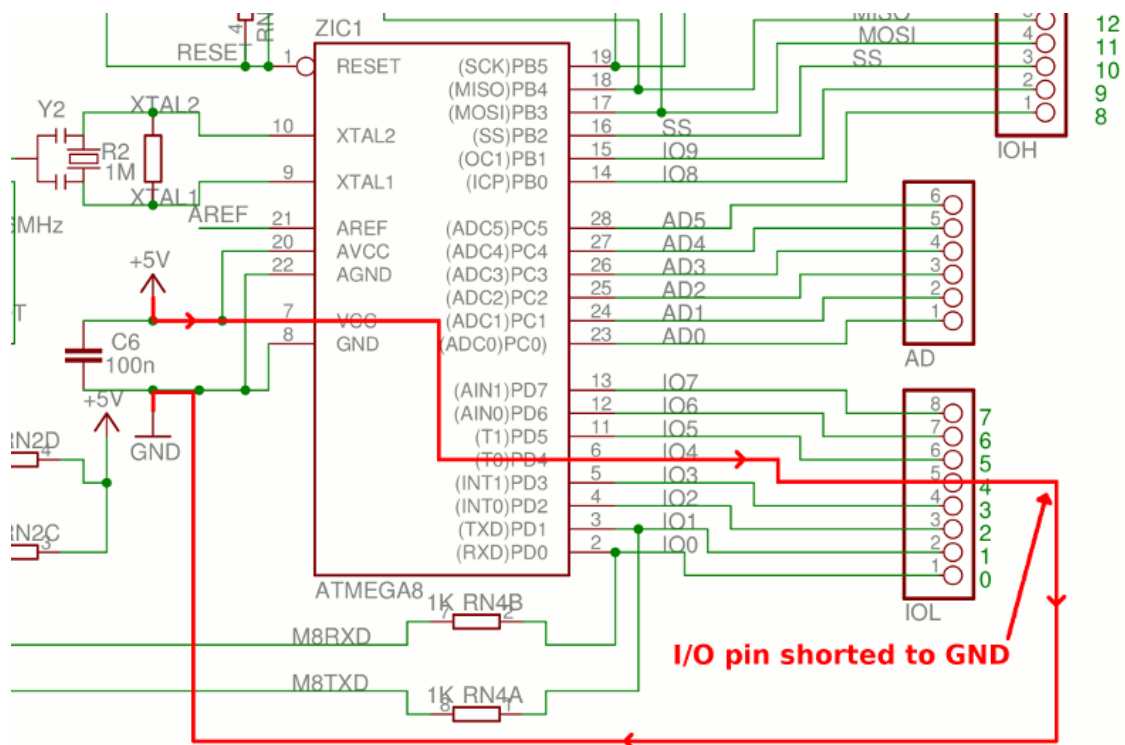 ZIC1
MISO
MOSI
SS
5
4
3
2
1
12
11
10
9
8
IOH
4
RN
RESET
1
RESET
(SCK)PB5
19
(MISO)PB4
18
(MOSI)PB3
17
Y2
XTAL2
10
XTAL2
(SS)PB2
16
SS
R2
1M
(OC1)PB1
15
IO9
9
XTAL1
(ICP)PB0
14
IO8
XTAL1
AREF
MHz
21
AREF
(ADC5)PC5
28
AD5
20
AVCC
(ADC4)PC4
27
AD4
22
AGND
(ADC3)PC3
26
AD3
(ADC2)PC2
25
AD2
+5V
7
VCC
(ADC1)PC1
24
AD1
8
GND
(ADC0)PC0)
23
AD0
6
5
4
3
2
1
AD
T
C6
100n
+5V
GND
(AIN1)PD7
13
IO7
(AIN0)PD6
12
IO6
(T1)PD5
11
IO5
(T0)PD4
6
IO4
(INT1)PD3
5
IO3
(INT0)PD2
4
IO2
(TXD)PD1
3
IO1
(RXD)PD0
2
IO0
8
7
6
5
4
3
2
1
7
6
5
4
3
2
1
0
IOL
RN2D
4
RN2C
3
ATMEGA8
1K RN4B
7
2
M8RXD
I/O pin shorted to GND
M8TXD
1K RN4A
8
1